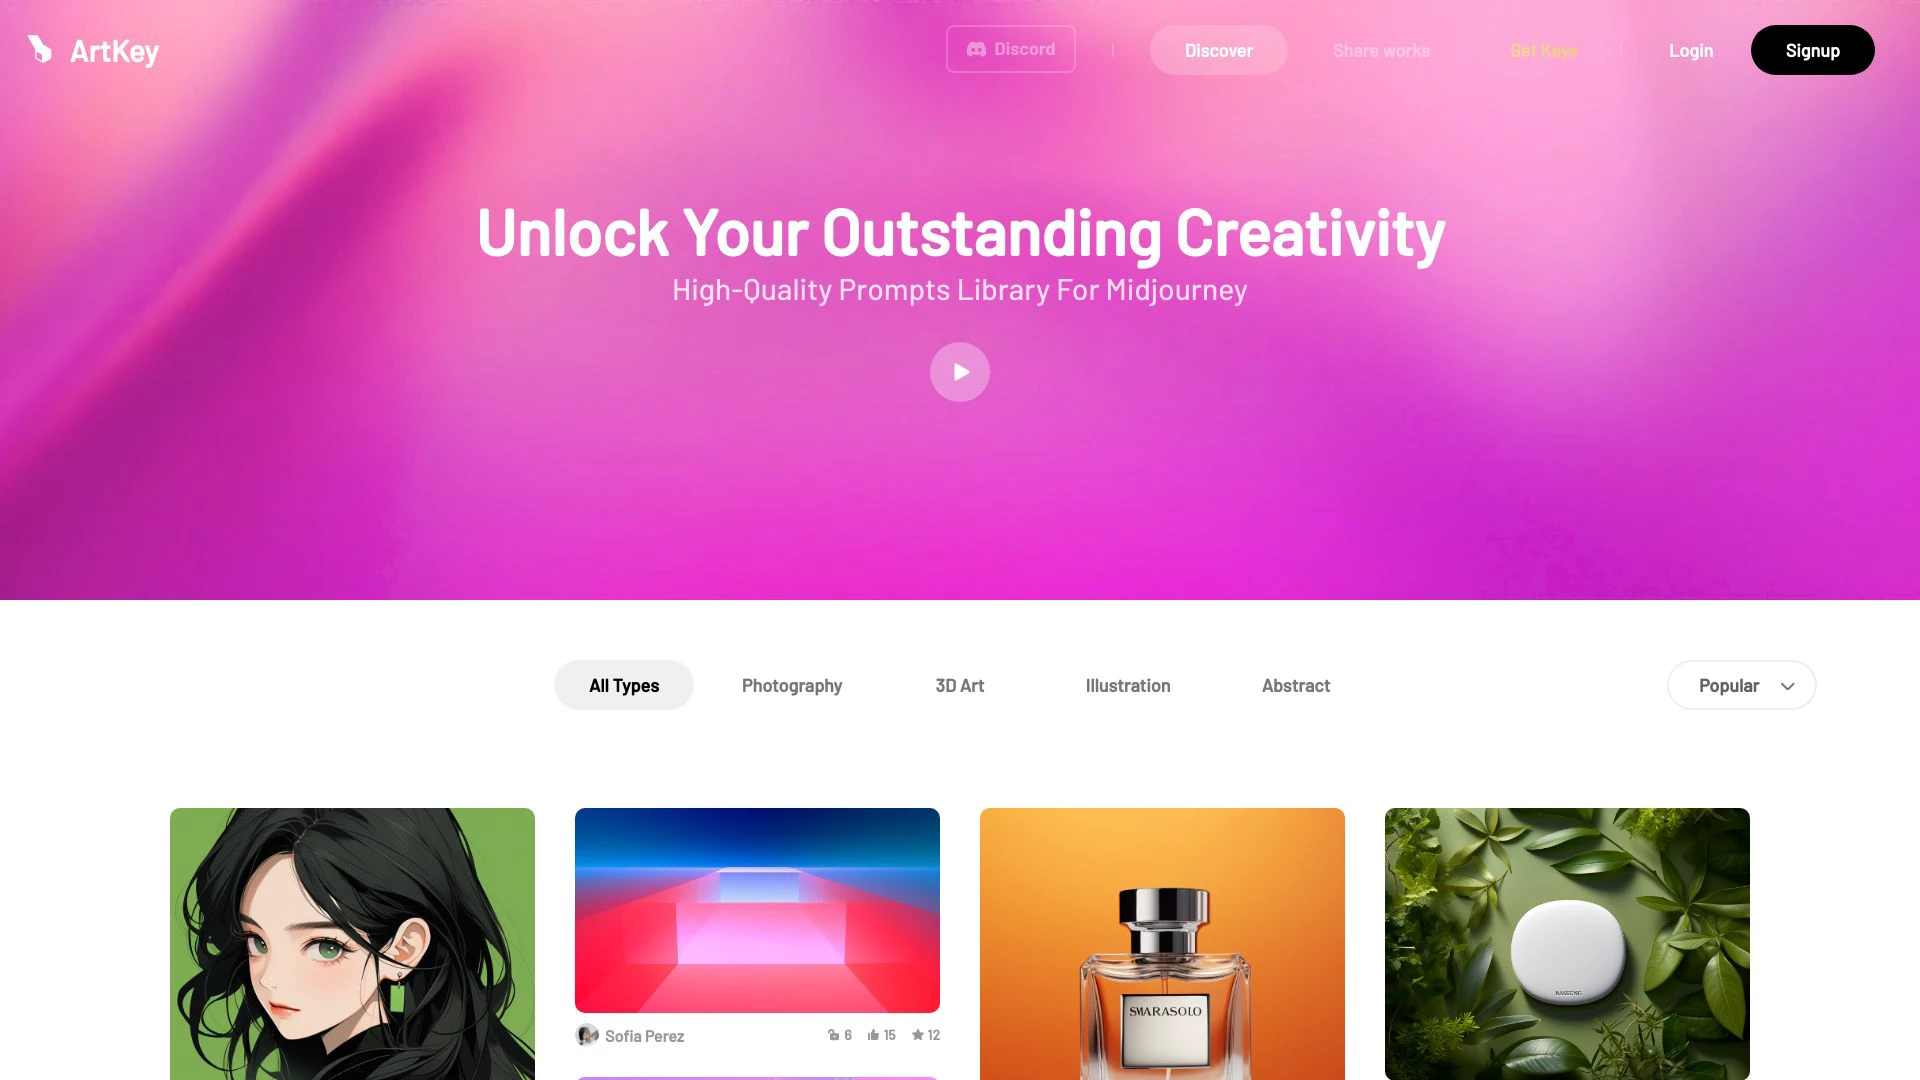 ArtKey
Discord
Discover
Share works
Get Keys
Login
Signup
Unlock Your Outstanding Creativity
High-Quality Prompts Library For Midjourney
All Types
Photography
3D Art
Illustration
Abstract
Popular
SMARASOLO
Sofia Perez
6
15
12